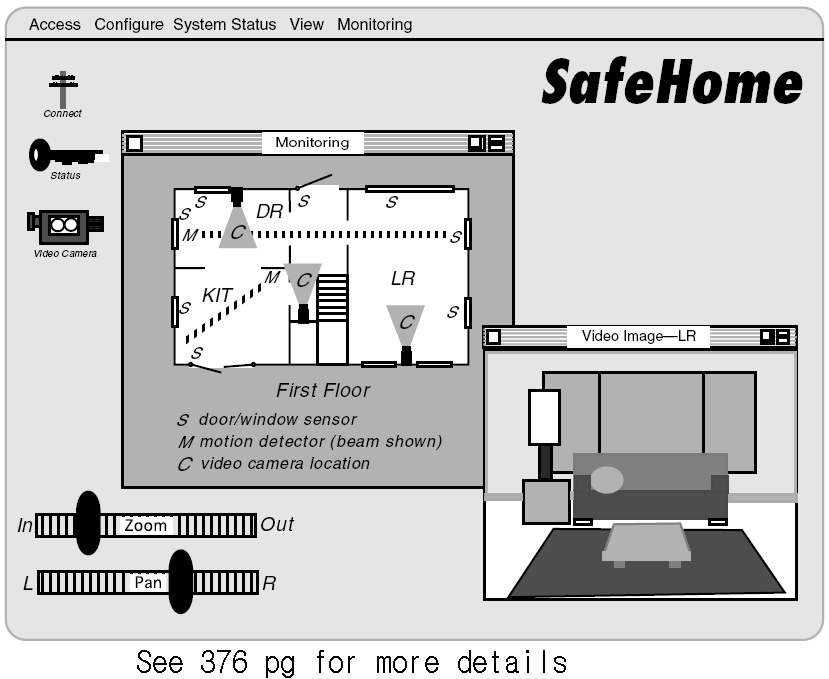 Access Configure System Status View Monitoring
SafeHome
Connect
Status
Video Camera
Monitoring
S S DR S S
M C S
KIT M C LR
S C S
S
First Floor
S door/window sensor
M motion detector (beam shown)
C video camera location
Video Image—LR
In Zoom Out
L Pan R
See 376 pg for more details